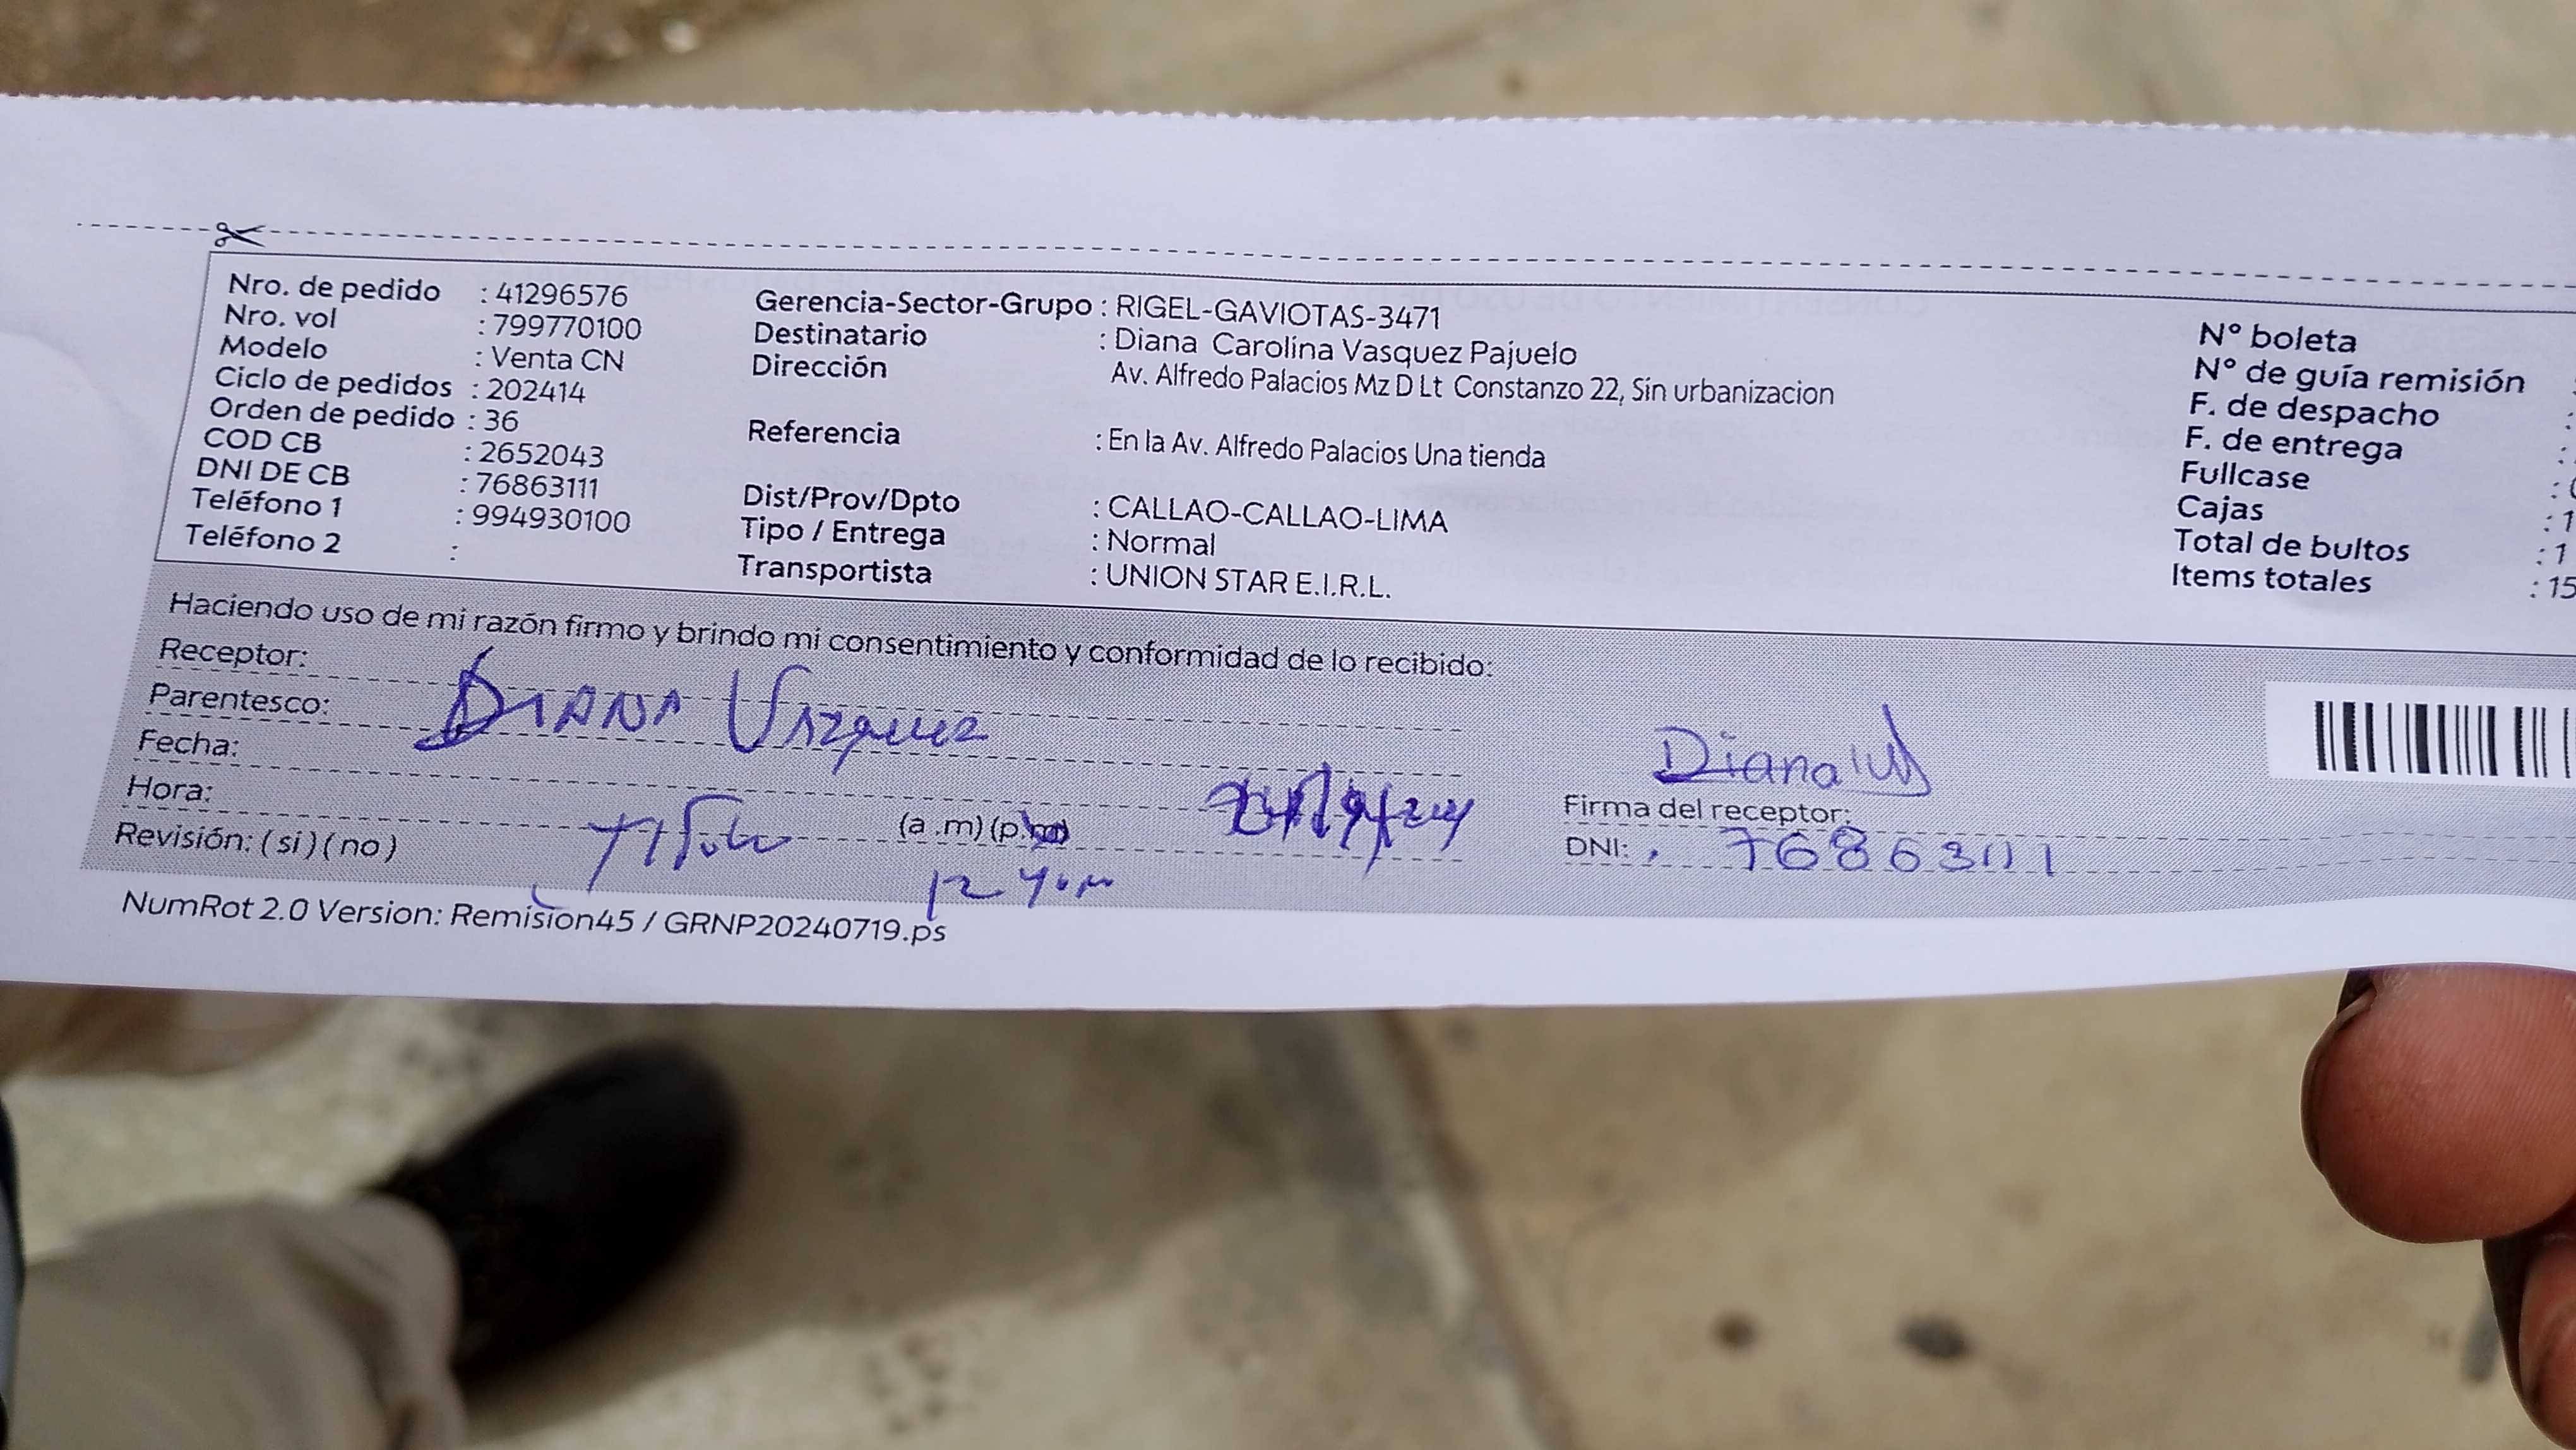 Nro. de pedido : 41296576
Nro. vol : 799770100
Modelo : Venta CN
Ciclo de pedidos : 202414
Orden de pedido : 36
COD CB : 2652043
DNI DE CB : 76863111
Teléfono 1 : 994930100
Teléfono 2 :
Gerencia-Sector-Grupo : RIGEL-GAVIOTAS-3471
Destinatario : Diana Carolina Vasquez Pajuelo
Dirección Av. Alfredo Palacios Mz D Lt Constanzo 22, Sin urbanizacion
Referencia : En la Av. Alfredo Palacios Una tienda
Dist/Prov/Dpto : CALLAO-CALLAO-LIMA
Tipo / Entrega : Normal
Transportista : UNION STAR E.I.R.L.
N° boleta
N° de guía remisión :
F. de despacho :
F. de entrega :
Fullcase :
Cajas : 1
Total de bultos : 1
Items totales : 15
Haciendo uso de mi razón firmo y brindo mi consentimiento y conformidad de lo recibido:
Receptor: DIANA
Parentesco:
Fecha:
Hora: (a .m) (p.m)
Revisión: ( si ) ( no )
12
Diana
Firma del receptor:
DNI:
NumRot 2.0 Version: Remision45 / GRNP20240719.ps